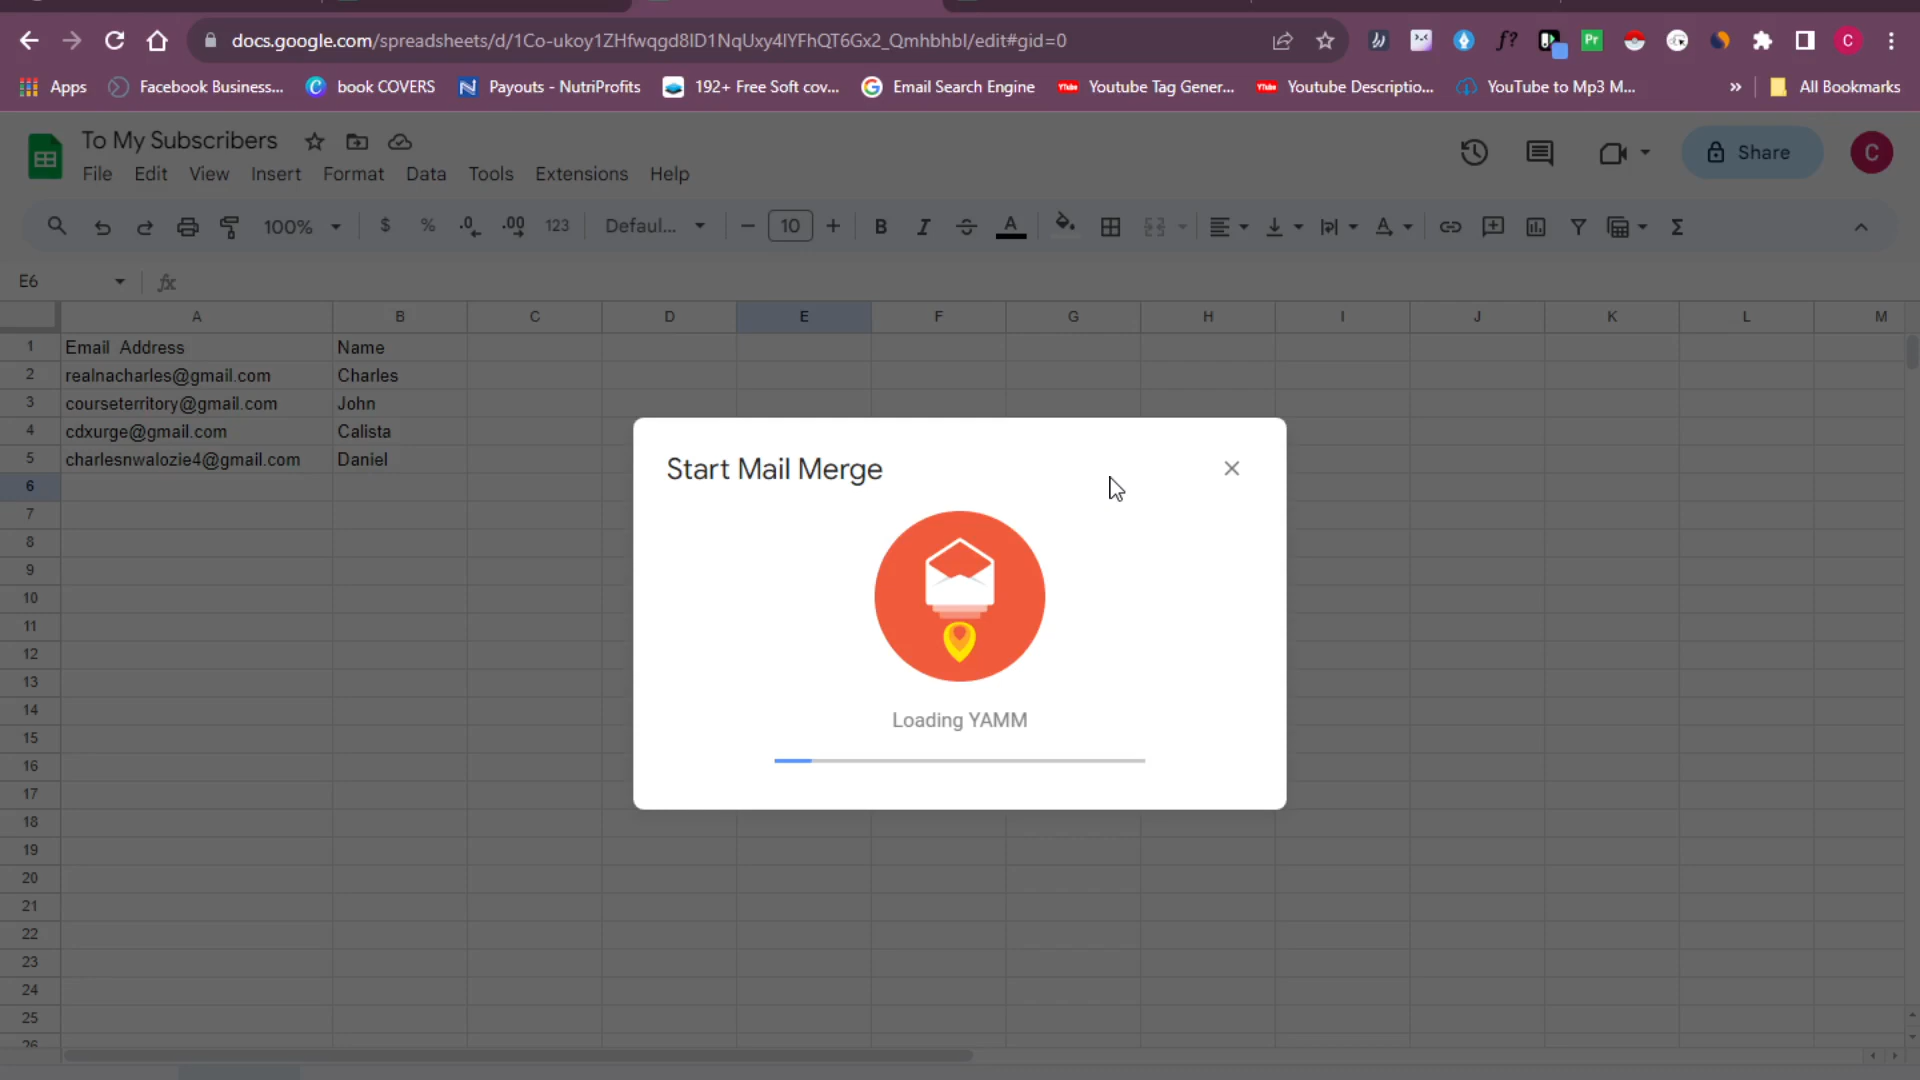 docs.google.com/spreadsheets/d/1Co-ukoy1ZHfwqgd8lD1NqUxy4lYFhQT6Gx2_Qmhbhbl/edit#gid=0
Apps Facebook Business... book COVERS Payouts - NutriProfits 192+ Free Soft cov... Email Search Engine Youtube Tag Gener... Youtube Descriptio... YouTube to Mp3 M... » All Bookmarks
To My Subscribers
File Edit View Insert Format Data Tools Extensions Help
Share
C
100% $ % .0 .00 123 Defaul... 10 B I A
E6 fx
A B C D E F G H I J K L M
1 Email Address Name
2 realnacharles@gmail.com Charles
3 courseterritory@gmail.com John
4 cdxurge@gmail.com Calista
5 charlesnwalozie4@gmail.com Daniel
6
7
8
9
10
11
12
13
14
15
16
17
18
19
20
21
22
23
24
25
26
Start Mail Merge
Loading YAMM